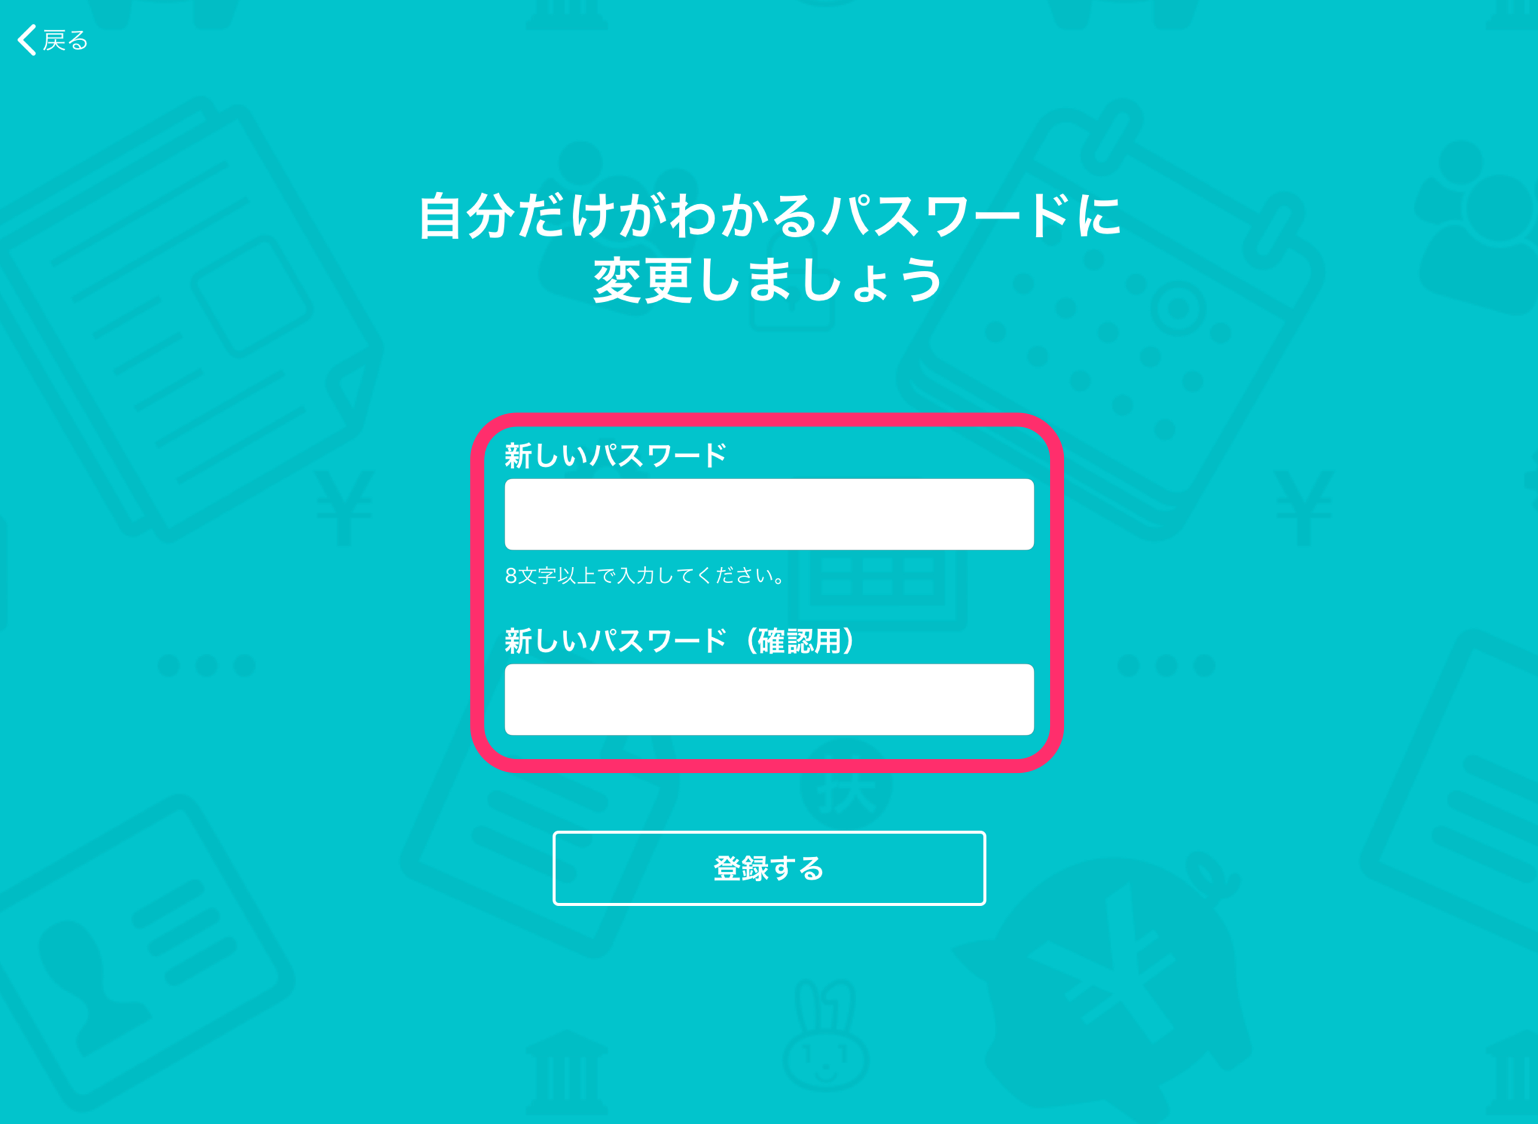 戻る
自分だけがわかるパスワードに
変更しましょう
新しいパスワード
8文字以上で入力してください。
新しいパスワード（確認用）
扶
登録する